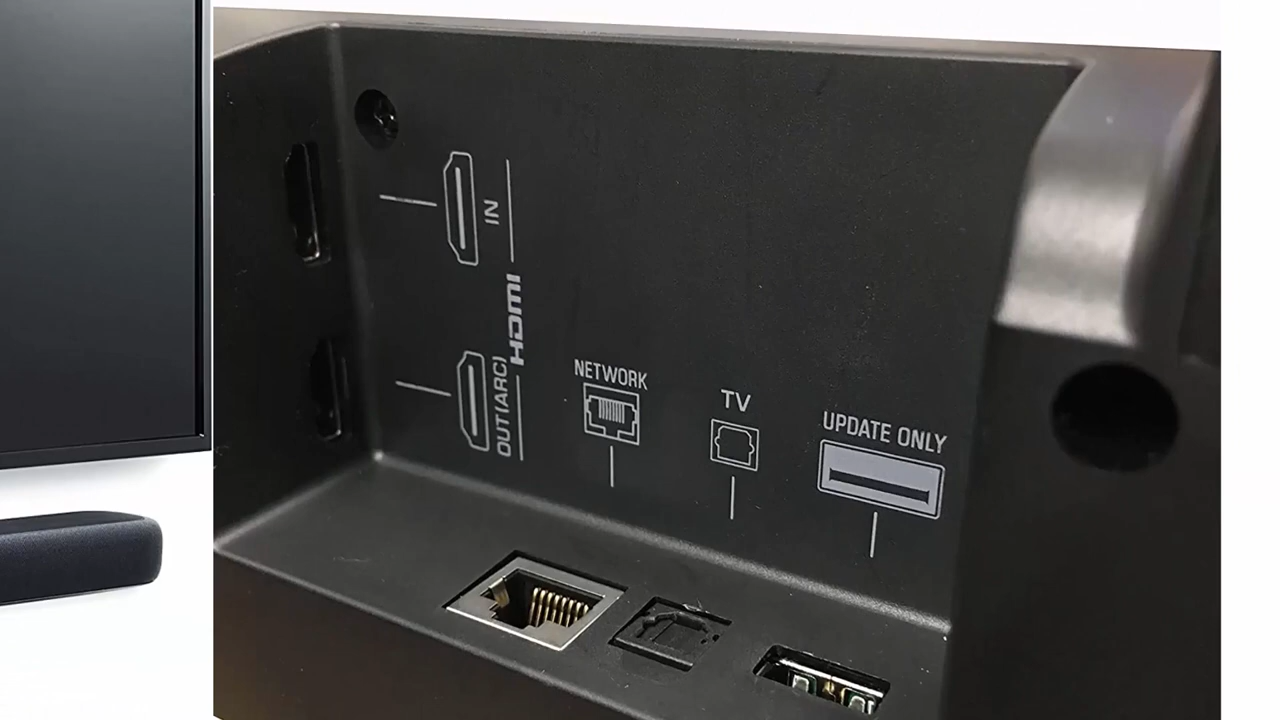 IN
HDMI
OUT(ARC)
NETWORK
TV
UPDATE ONLY